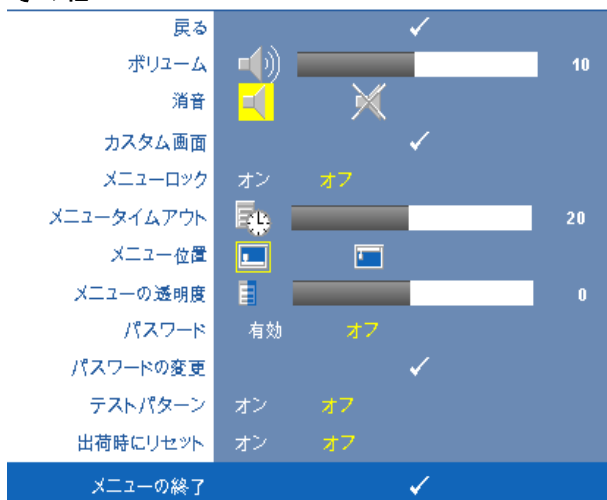 戻る
ボリューム 10
消音
カスタム画面
メニューロック オン オフ
メニュータイムアウト 20
メニュー位置
メニューの透明度 0
パスワード 有効 オフ
パスワードの変更
テストパターン オン オフ
出荷時にリセット オン オフ
メニューの終了